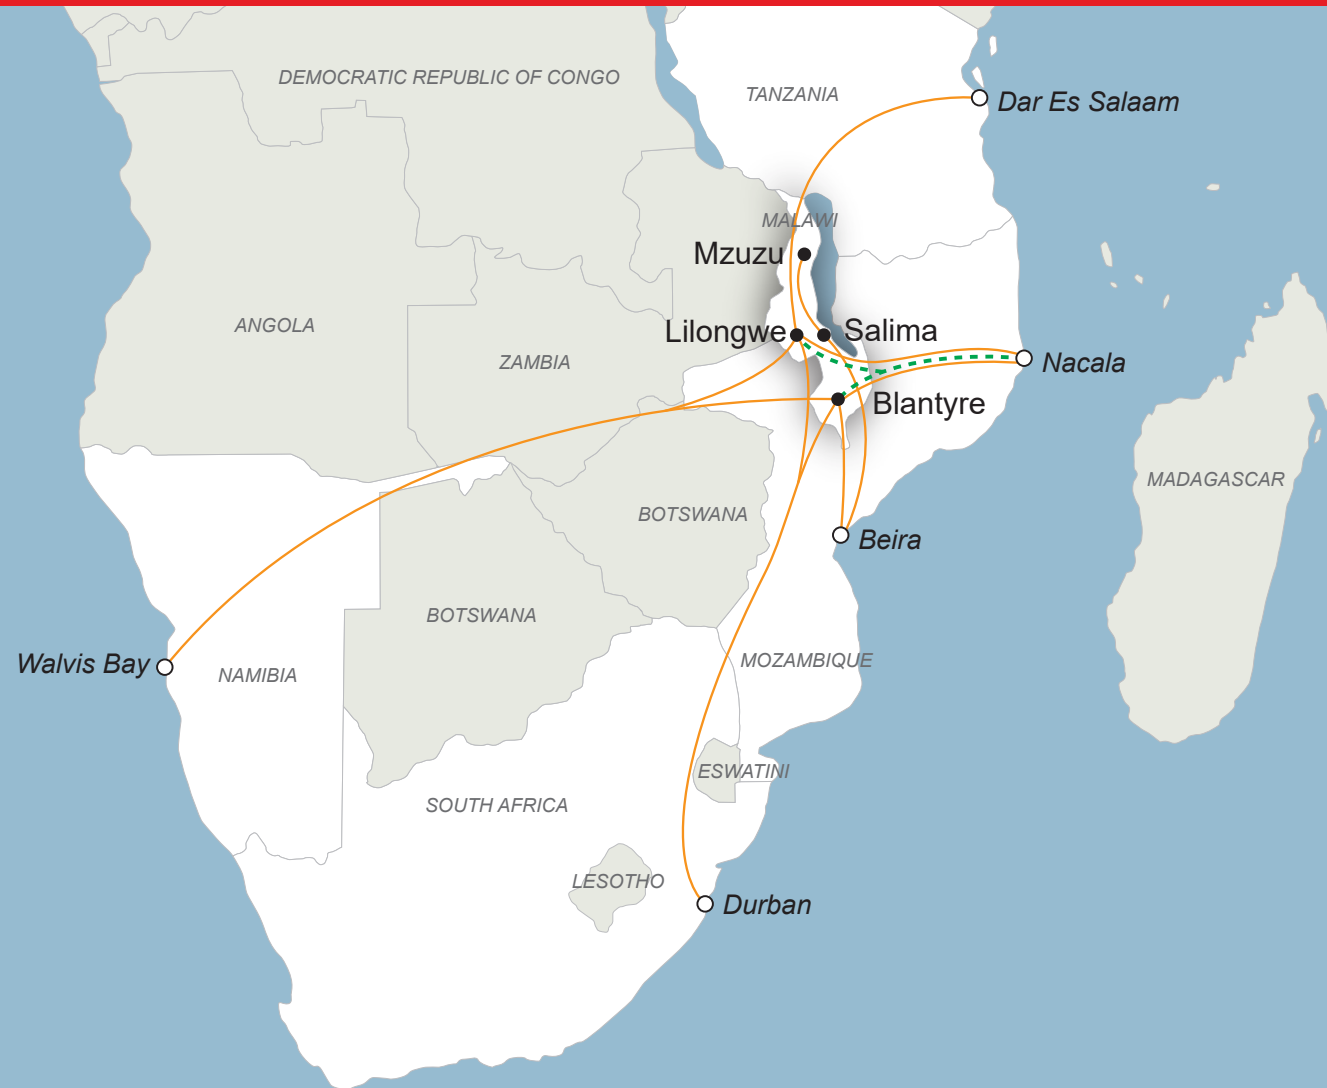 DEMOCRATIC REPUBLIC OF CONGO
TANZANIA
Dar Es Salaam
MALAWI
Mzuzu
ANGOLA
Lilongwe
Salima
ZAMBIA
Nacala
Blantyre
MADAGASCAR
BOTSWANA
Beira
BOTSWANA
Walvis Bay
NAMIBIA
MOZAMBIQUE
ESWATINI
SOUTH AFRICA
LESOTHO
Durban